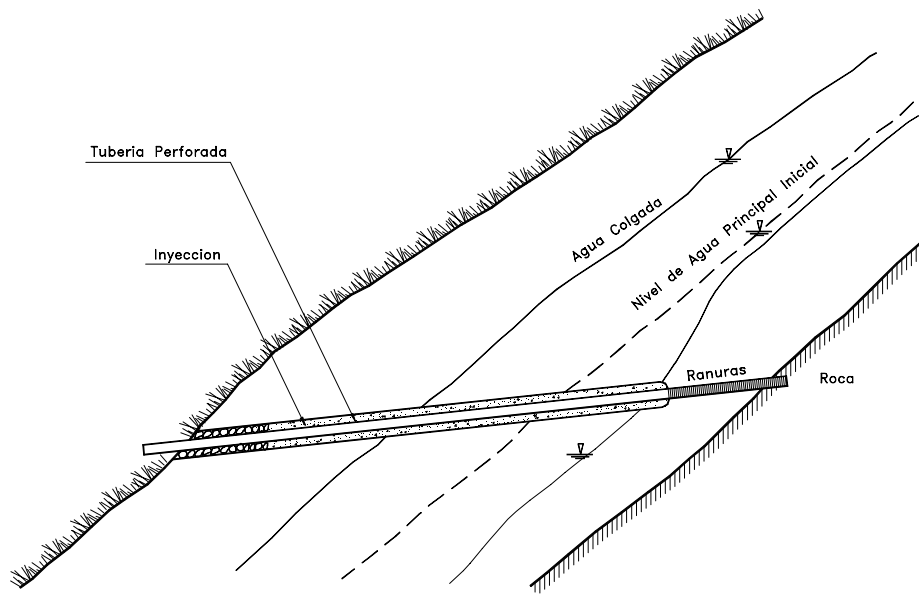 Tuberia Perforada
Inyeccion
Agua Colgada
Nivel de Agua Principal Inicial
Ranuras
Roca